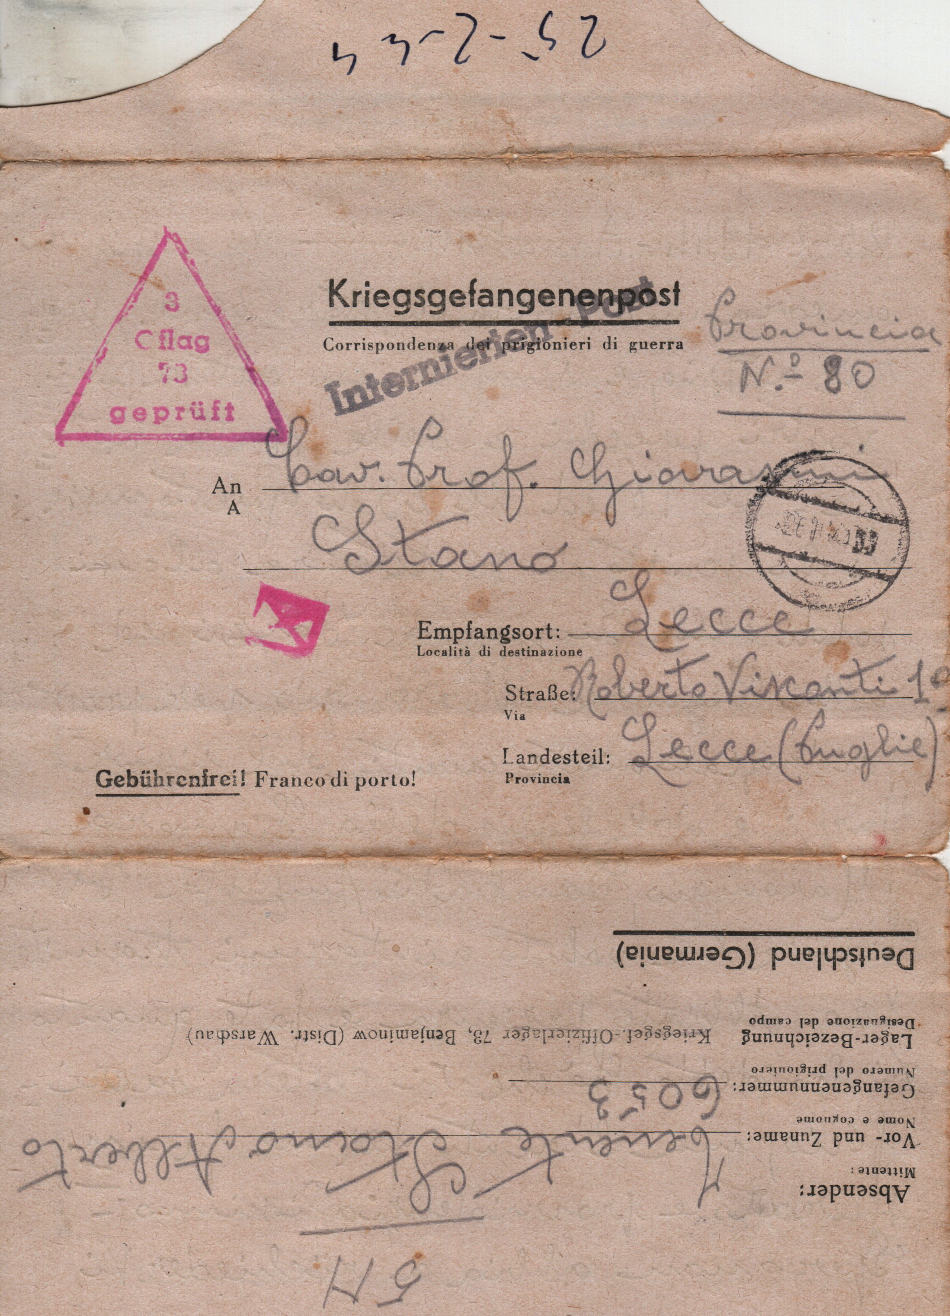 25-2-44
3
Oflag
73
geprüft
Kriegsgefangenenpost
Corrispondenza dei prigionieri di guerra
Internierten-Post
Provincia
N.º 80
An Cav. Prof. Giovanni
A
Stano
Empfangsort: Lecce
Località di destinazione
Straße: Roberto Visconti 1º
Via
Landesteil: Lecce (Puglie)
Provincia
Gebührenfrei! Franco di porto!
5M
Absender:
Mittente:
Vor- und Zuname: Tenente Stano Alberto
Nome e cognome
Gefangenennummer: 6053
Numero del prigioniero
Lager-Bezeichnung Kriegsgef.-Offizierlager 73, Benjaminow (Distr. Warschau)
Designazione del campo
Deutschland (Germania)